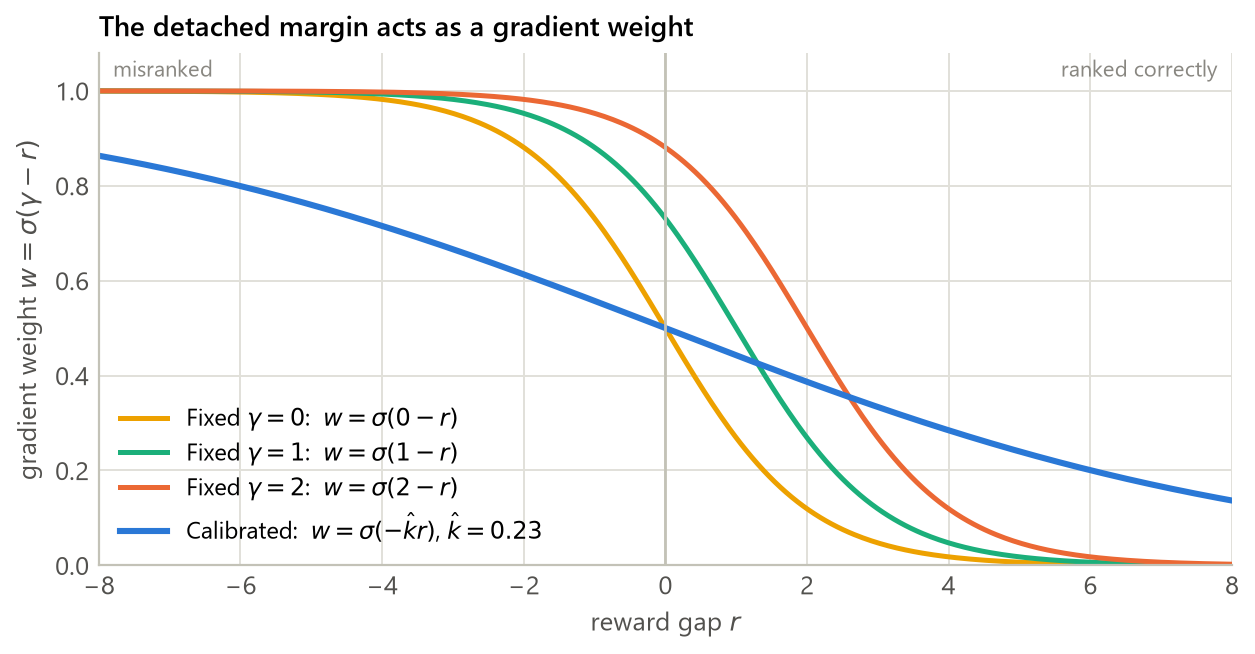 The detached margin acts as a gradient weight
misranked
ranked correctly
gradient weight w = σ(γ − r)
1.0
0.8
0.6
0.4
0.2
0.0
Fixed γ = 0: w = σ(0 − r)
Fixed γ = 1: w = σ(1 − r)
Fixed γ = 2: w = σ(2 − r)
Calibrated: w = σ(−k̂r), k̂ = 0.23
−8 −6 −4 −2 0 2 4 6 8
reward gap r